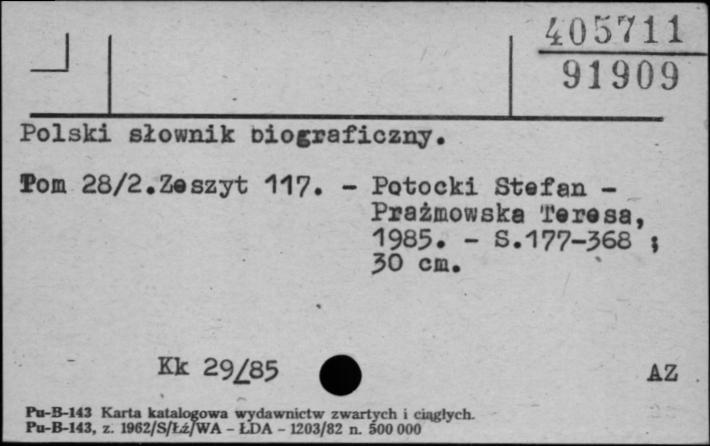 405711
91909
Polski słownik biograficzny.
Tom 28/2.Zeszyt 117. - Potocki Stefan -
Prażmowska Teresa,
1985. - S.177-368 ;
30 cm.
Kk 29/85
AZ
Pu-B-143 Karta katalogowa wydawnictw zwartych i ciągłych.
Pu-B-143, z. 1962/S/Łź/WA - ŁDA - 1203/82 n. 500 000